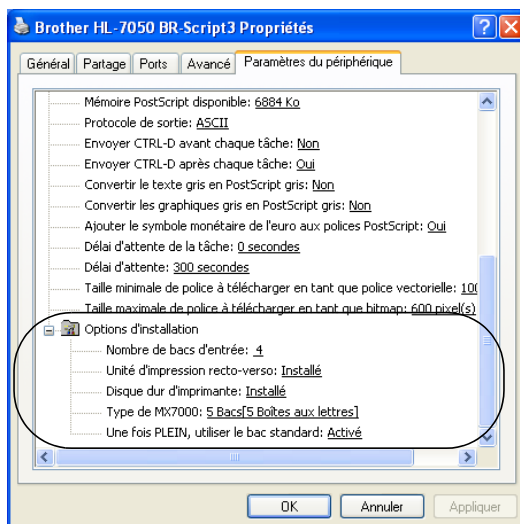 Brother HL-7050 BR-Script3 Propriétés
Général Partage Ports Avancé Paramètres du périphérique
Mémoire PostScript disponible: 6884 Ko
Protocole de sortie: ASCII
Envoyer CTRL-D avant chaque tâche: Non
Envoyer CTRL-D après chaque tâche: Oui
Convertir le texte gris en PostScript gris: Non
Convertir les graphiques gris en PostScript gris: Non
Ajouter le symbole monétaire de l'euro aux polices PostScript: Oui
Délai d'attente de la tâche: 0 secondes
Délai d'attente: 300 secondes
Taille minimale de police à télécharger en tant que police vectorielle: 100
Taille maximale de police à télécharger en tant que bitmap: 600 pixel(s)
Options d'installation
Nombre de bacs d'entrée: 4
Unité d'impression recto-verso: Installé
Disque dur d'imprimante: Installé
Type de MX7000: 5 Bacs[5 Boîtes aux lettres]
Une fois PLEIN, utiliser le bac standard: Activé
OK Annuler Appliquer